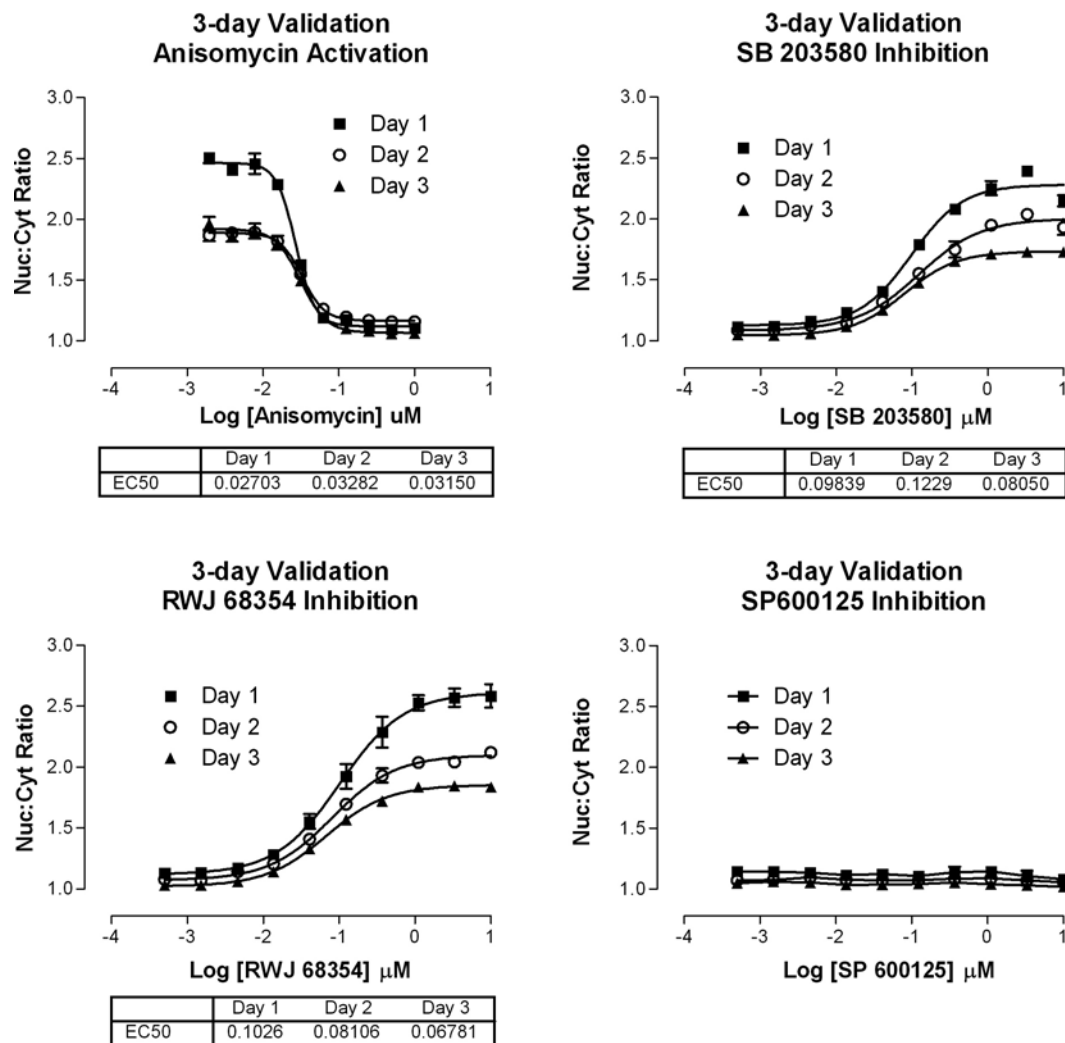 3-day Validation
Anisomycin Activation
3.0
2.5
2.0
1.5
1.0
Nuc:Cyt Ratio
Day 1
Day 2
Day 3
-4 -3 -2 -1 0 1
Log [Anisomycin] uM
Day 1 Day 2 Day 3
EC50 0.02703 0.03282 0.03150
3-day Validation
SB 203580 Inhibition
3.0
2.5
2.0
1.5
1.0
Nuc:Cyt Ratio
Day 1
Day 2
Day 3
-4 -3 -2 -1 0 1
Log [SB 203580] μM
Day 1 Day 2 Day 3
EC50 0.09839 0.1229 0.08050
3-day Validation
RWJ 68354 Inhibition
3.0
2.5
2.0
1.5
1.0
Nuc:Cyt Ratio
Day 1
Day 2
Day 3
-4 -3 -2 -1 0 1
Log [RWJ 68354] μM
Day 1 Day 2 Day 3
EC50 0.1026 0.08106 0.06781
3-day Validation
SP600125 Inhibition
3.0
2.5
2.0
1.5
1.0
Nuc:Cyt Ratio
Day 1
Day 2
Day 3
-4 -3 -2 -1 0 1
Log [SP 600125] μM